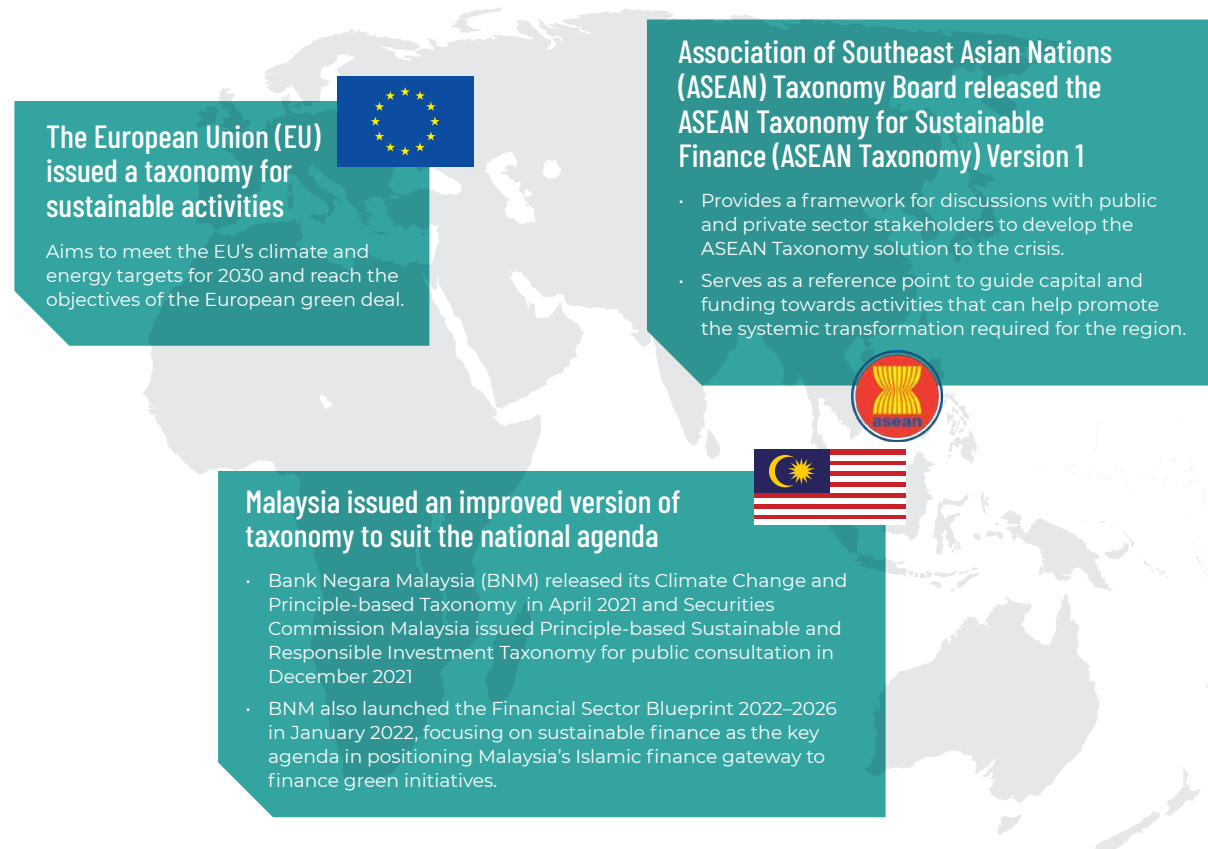 The European Union (EU)
issued a taxonomy for
sustainable activities
Aims to meet the EU’s climate and
energy targets for 2030 and reach the
objectives of the European green deal.
Association of Southeast Asian Nations
(ASEAN) Taxonomy Board released the
ASEAN Taxonomy for Sustainable
Finance (ASEAN Taxonomy) Version 1
• Provides a framework for discussions with public
and private sector stakeholders to develop the
ASEAN Taxonomy solution to the crisis.
• Serves as a reference point to guide capital and
funding towards activities that can help promote
the systemic transformation required for the region.
asean
Malaysia issued an improved version of
taxonomy to suit the national agenda
• Bank Negara Malaysia (BNM) released its Climate Change and
Principle-based Taxonomy in April 2021 and Securities
Commission Malaysia issued Principle-based Sustainable and
Responsible Investment Taxonomy for public consultation in
December 2021
• BNM also launched the Financial Sector Blueprint 2022–2026
in January 2022, focusing on sustainable finance as the key
agenda in positioning Malaysia’s Islamic finance gateway to
finance green initiatives.